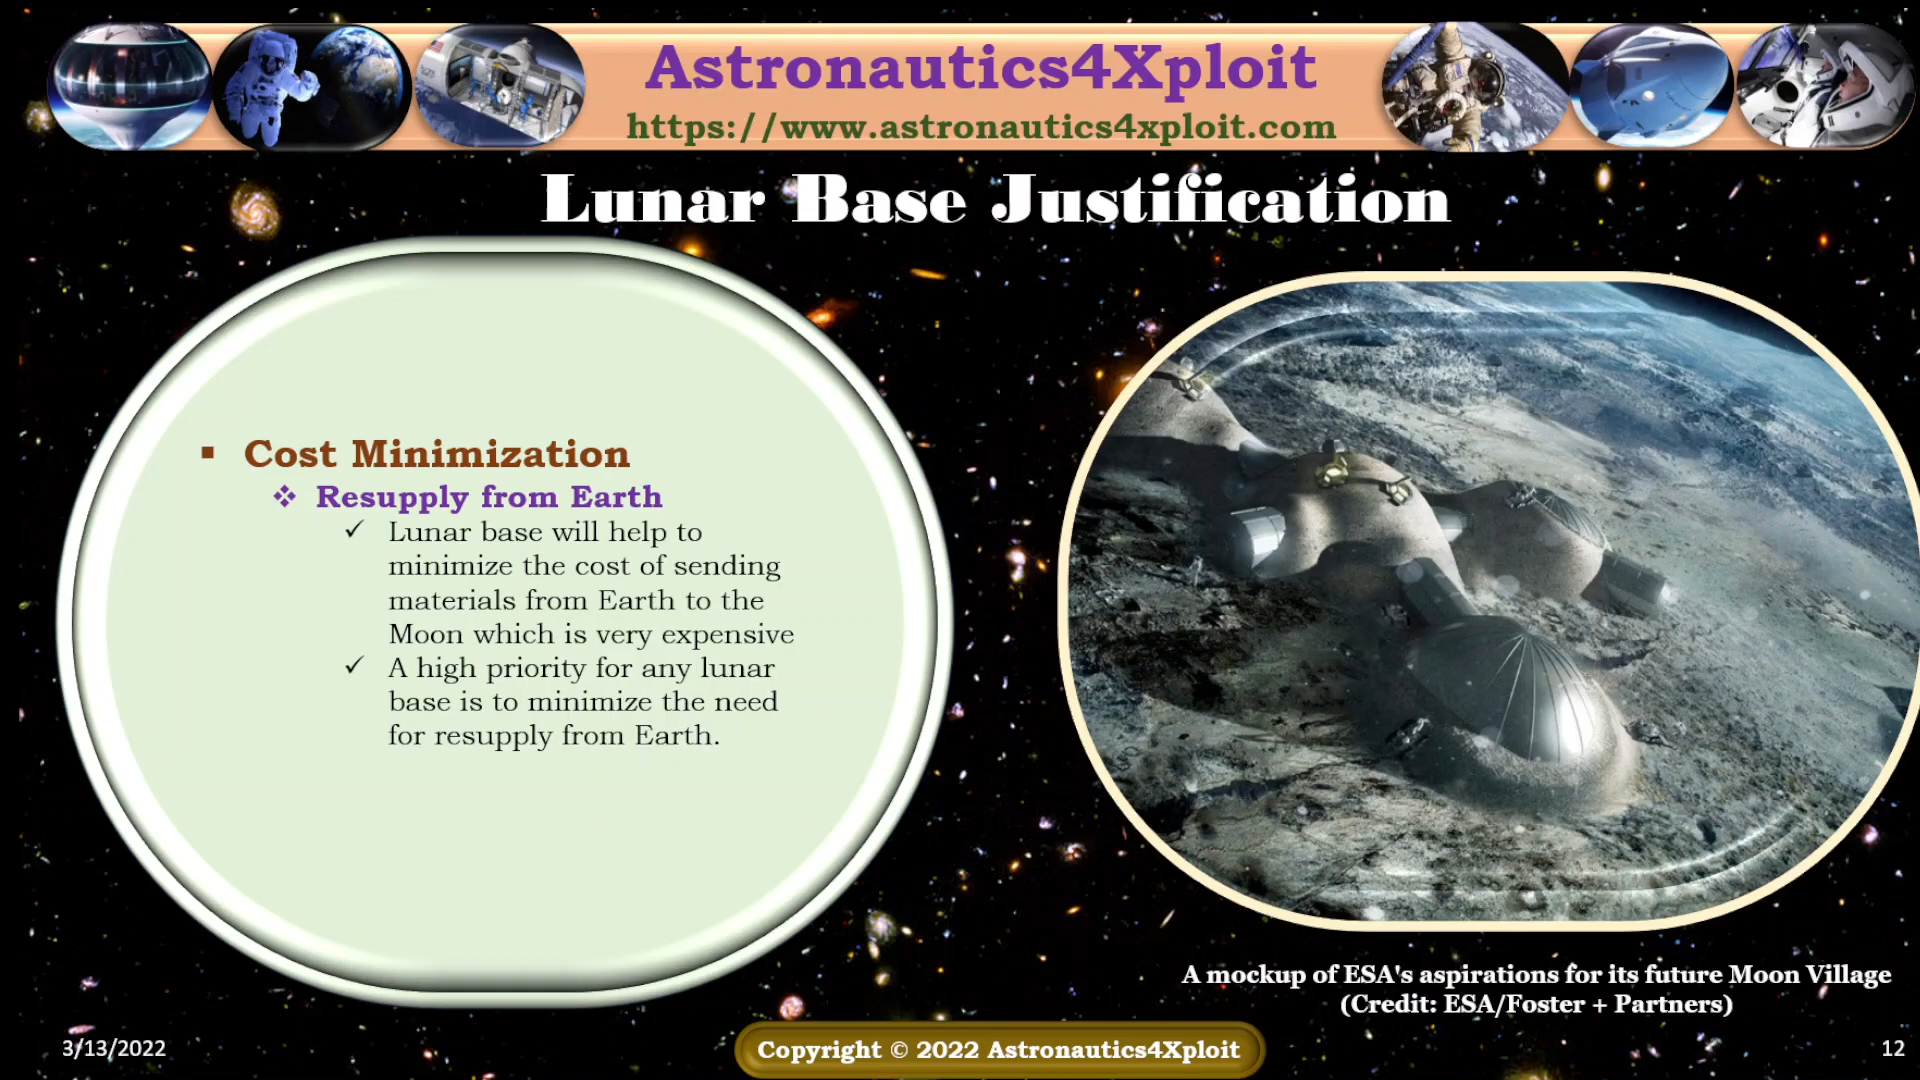 Astronautics4Xploit
https://www.astronautics4xploit.com
Lunar Base Justification
▪ Cost Minimization
❖ Resupply from Earth
✓ Lunar base will help to
minimize the cost of sending
materials from Earth to the
Moon which is very expensive
✓ A high priority for any lunar
base is to minimize the need
for resupply from Earth.
A mockup of ESA's aspirations for its future Moon Village
(Credit: ESA/Foster + Partners)
3/13/2022
Copyright © 2022 Astronautics4Xploit
12